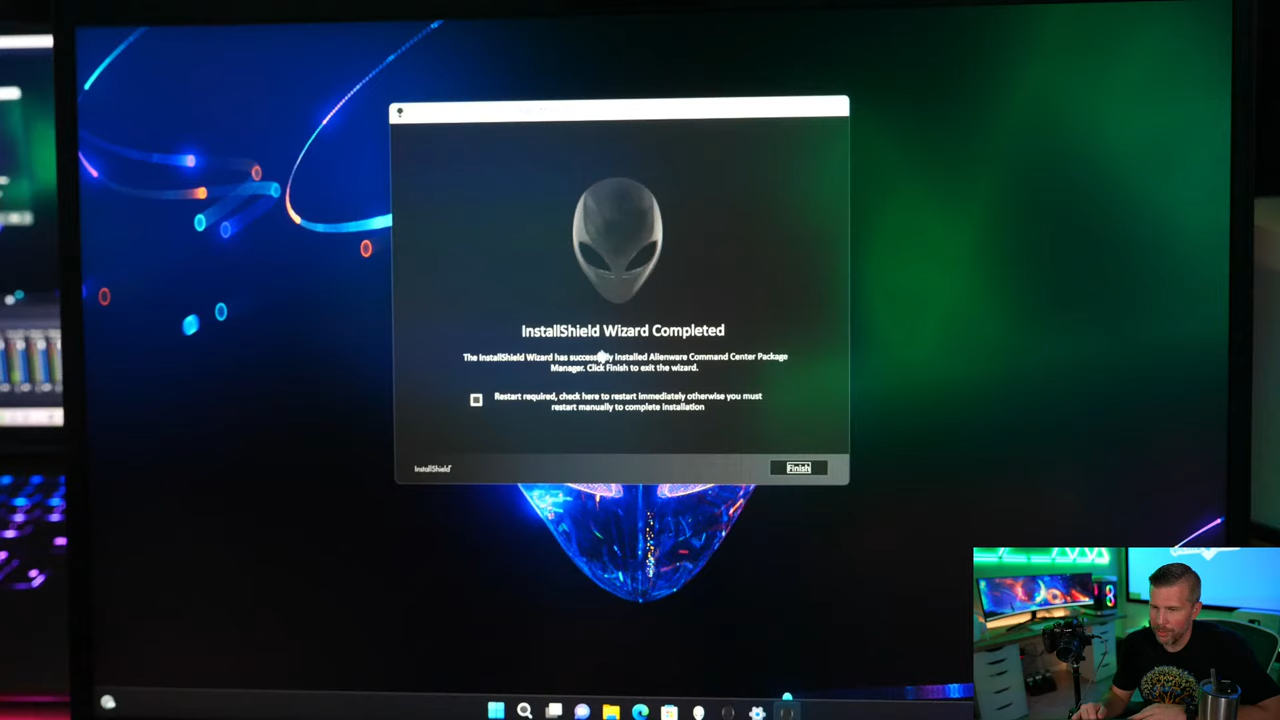 InstallShield Wizard Completed
The InstallShield Wizard has successfully installed Alienware Command Center Package
Manager. Click Finish to exit the wizard.
Restart required, check here to restart immediately otherwise you must
restart manually to complete installation
InstallShield
Finish